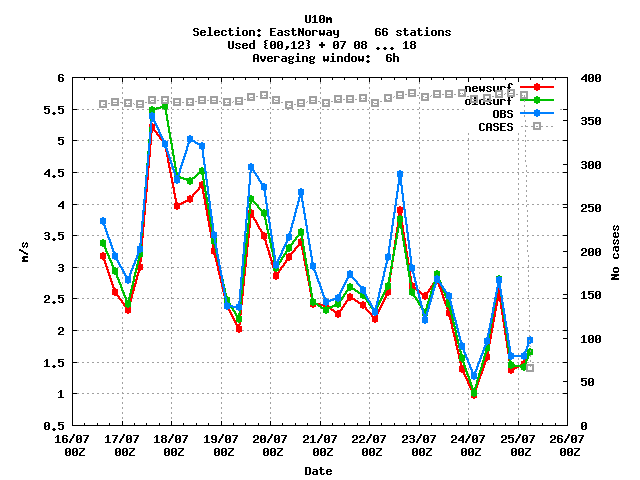 U10m
Selection: EastNorway 66 stations
Used {00,12} + 07 08 ... 18
Averaging window: 6h
newsurf
oldsurf
OBS
CASES
6
5.5
5
4.5
4
3.5
3
2.5
2
1.5
1
0.5
m/s
400
350
300
250
200
150
100
50
0
No cases
16/07 17/07 18/07 19/07 20/07 21/07 22/07 23/07 24/07 25/07 26/07
00Z 00Z 00Z 00Z 00Z 00Z 00Z 00Z 00Z 00Z 00Z
Date